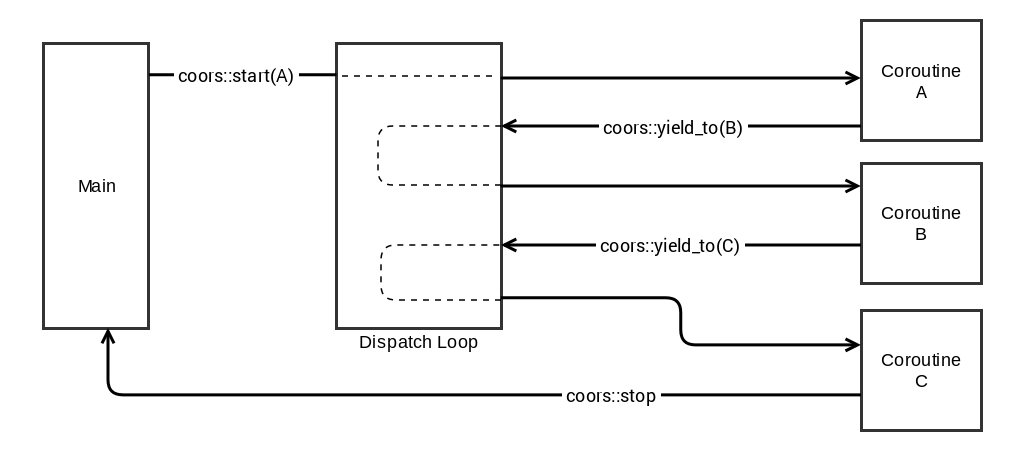 Main
coors::start(A)
Dispatch Loop
Coroutine
A
coors::yield_to(B)
Coroutine
B
coors::yield_to(C)
Coroutine
C
coors::stop